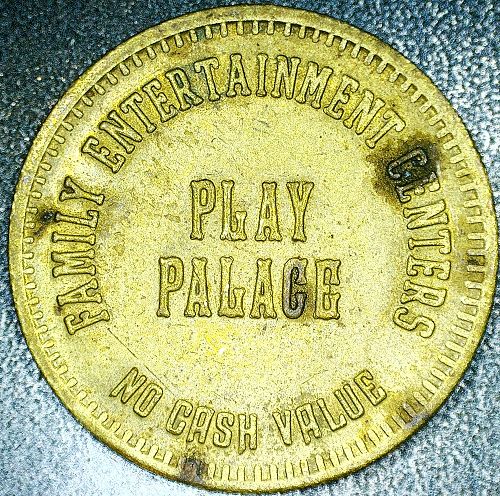 FAMILY ENTERTAINMENT CENTERS
PLAY
PALACE
NO CASH VALUE